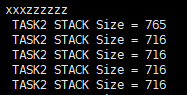 xxxzzzzzz
TASK2 STACK Size = 765
TASK2 STACK Size = 716
TASK2 STACK Size = 716
TASK2 STACK Size = 716
TASK2 STACK Size = 716